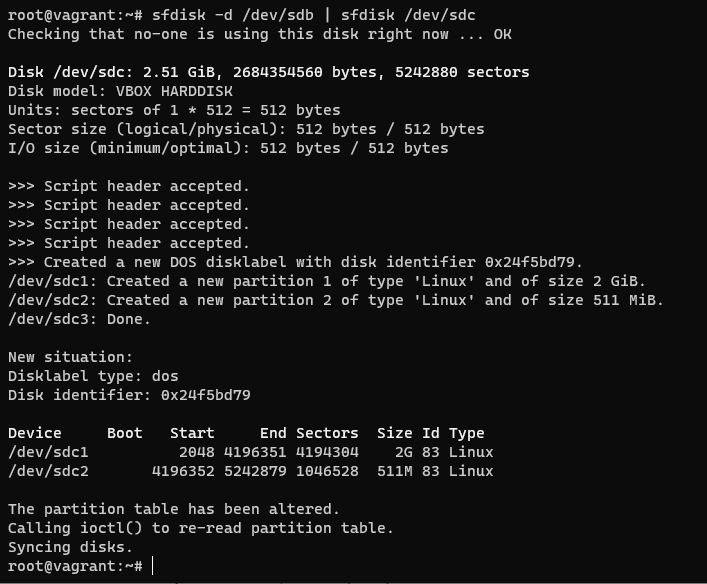 root@vagrant:~# sfdisk -d /dev/sdb | sfdisk /dev/sdc
Checking that no-one is using this disk right now ... OK
Disk /dev/sdc: 2.51 GiB, 2684354560 bytes, 5242880 sectors
Disk model: VBOX HARDDISK
Units: sectors of 1 * 512 = 512 bytes
Sector size (logical/physical): 512 bytes / 512 bytes
I/O size (minimum/optimal): 512 bytes / 512 bytes
>>> Script header accepted.
>>> Script header accepted.
>>> Script header accepted.
>>> Script header accepted.
>>> Created a new DOS disklabel with disk identifier 0x24f5bd79.
/dev/sdc1: Created a new partition 1 of type 'Linux' and of size 2 GiB.
/dev/sdc2: Created a new partition 2 of type 'Linux' and of size 511 MiB.
/dev/sdc3: Done.
New situation:
Disklabel type: dos
Disk identifier: 0x24f5bd79
Device     Boot   Start     End Sectors  Size Id Type
/dev/sdc1          2048 4196351 4194304    2G 83 Linux
/dev/sdc2       4196352 5242879 1046528  511M 83 Linux
The partition table has been altered.
Calling ioctl() to re-read partition table.
Syncing disks.
root@vagrant:~#